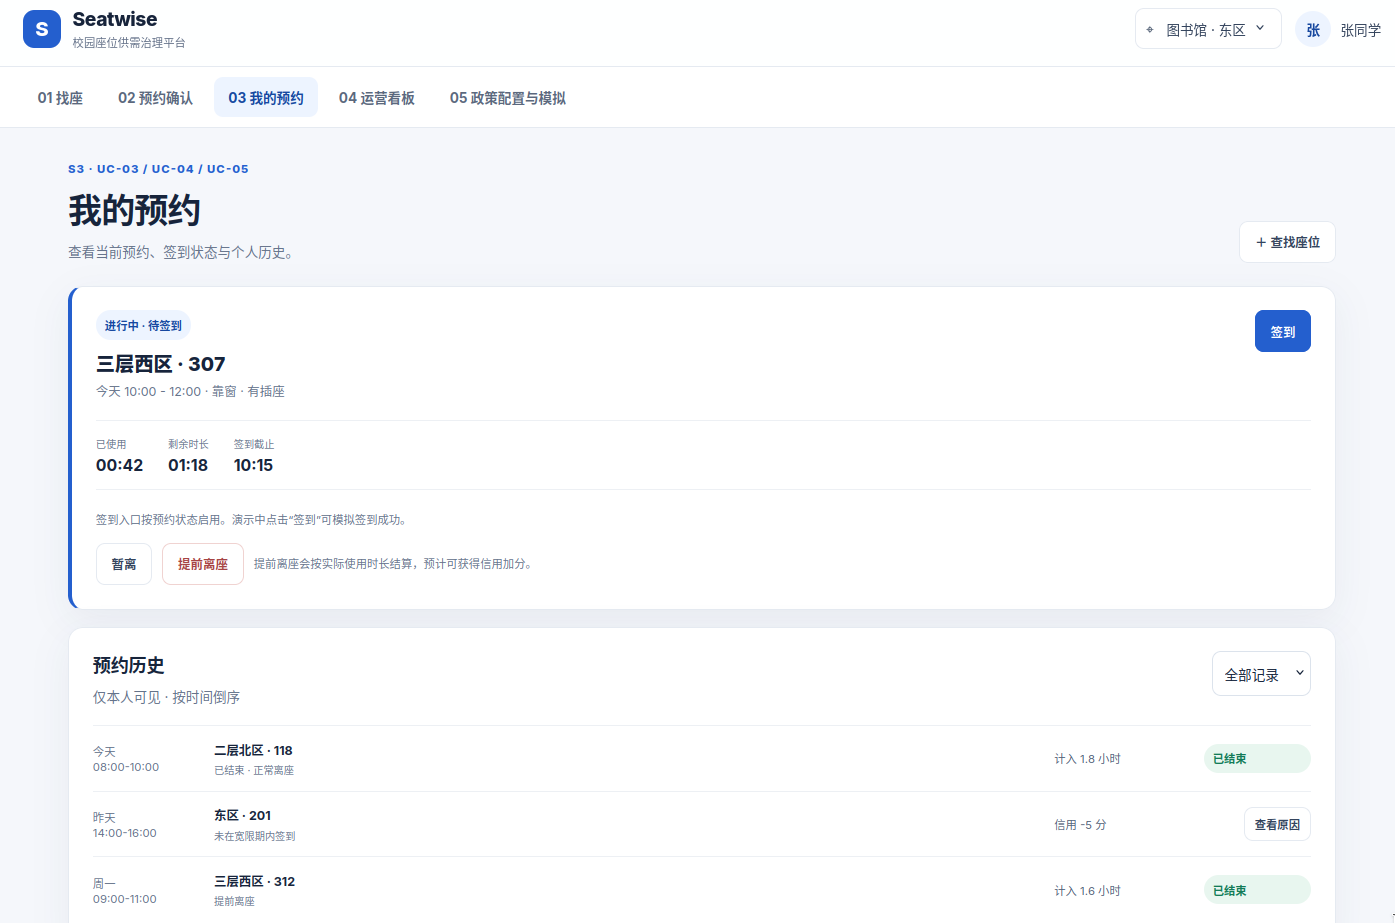 S
Seatwise
校园座位供需治理平台
⌖ 图书馆 · 东区
张 张同学
01 找座
02 预约确认
03 我的预约
04 运营看板
05 政策配置与模拟
S3 · UC-03 / UC-04 / UC-05
我的预约
查看当前预约、签到状态与个人历史。
＋ 查找座位
进行中 · 待签到
签到
三层西区 · 307
今天 10:00 - 12:00 · 靠窗 · 有插座
已使用
00:42
剩余时长
01:18
签到截止
10:15
签到入口按预约状态启用。演示中点击“签到”可模拟签到成功。
暂离
提前离座
提前离座会按实际使用时长结算，预计可获得信用加分。
预约历史
仅本人可见 · 按时间倒序
全部记录
今天
08:00-10:00
二层北区 · 118
已结束 · 正常离座
计入 1.8 小时
已结束
昨天
14:00-16:00
东区 · 201
未在宽限期内签到
信用 -5 分
查看原因
周一
09:00-11:00
三层西区 · 312
提前离座
计入 1.6 小时
已结束